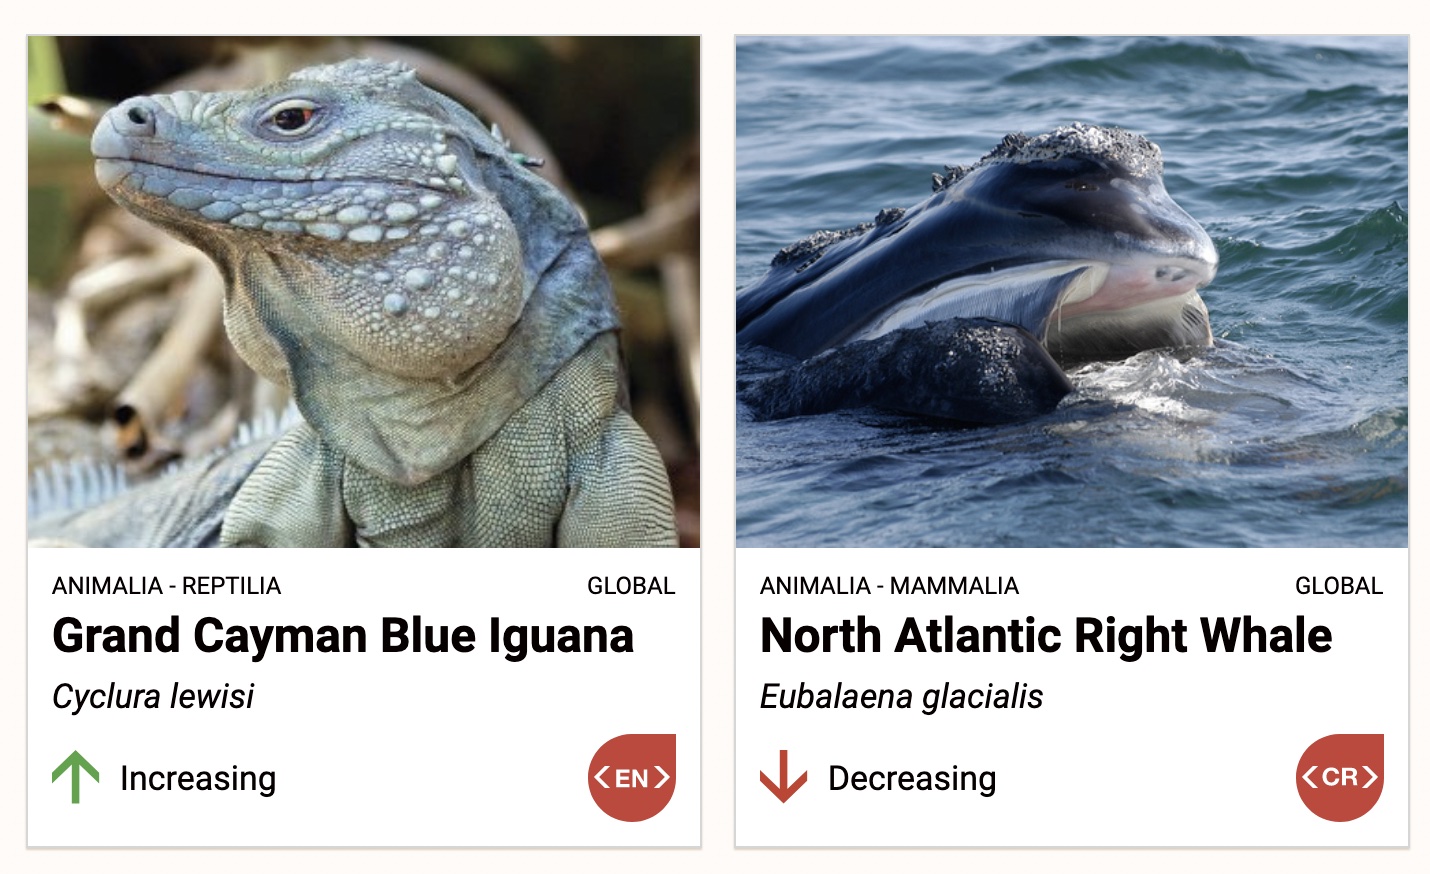 ANIMALIA - REPTILIA GLOBAL
Grand Cayman Blue Iguana
Cyclura lewisi
Increasing <EN>
ANIMALIA - MAMMALIA GLOBAL
North Atlantic Right Whale
Eubalaena glacialis
Decreasing <CR>